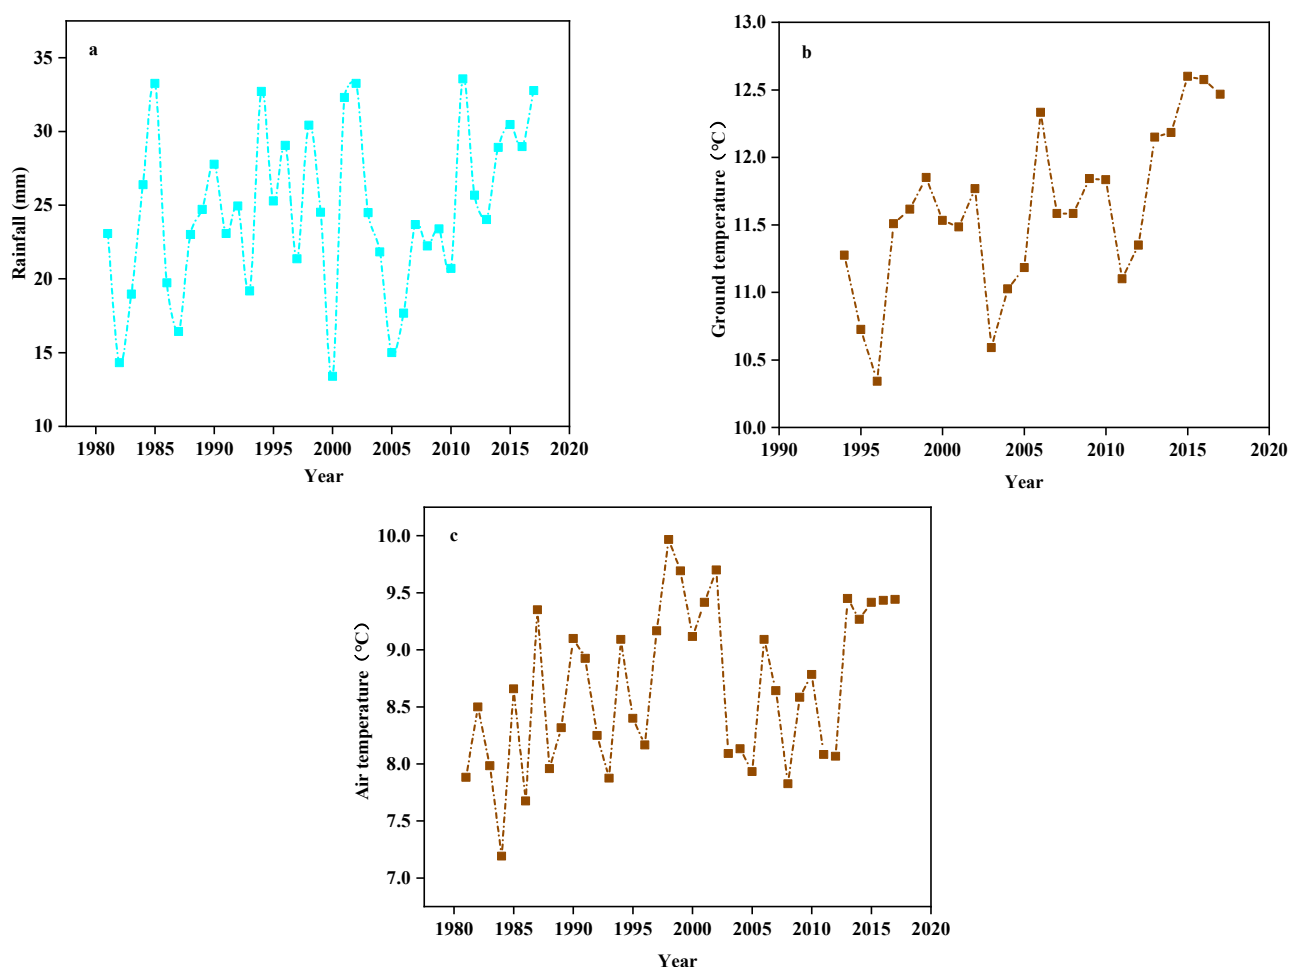 a
35
30
25
20
15
10
Rainfall (mm)
1980 1985 1990 1995 2000 2005 2010 2015 2020
Year
b
13.0
12.5
12.0
11.5
11.0
10.5
10.0
Ground temperature（℃）
1990 1995 2000 2005 2010 2015 2020
Year
c
10.0
9.5
9.0
8.5
8.0
7.5
7.0
Air temperature（℃）
1980 1985 1990 1995 2000 2005 2010 2015 2020
Year